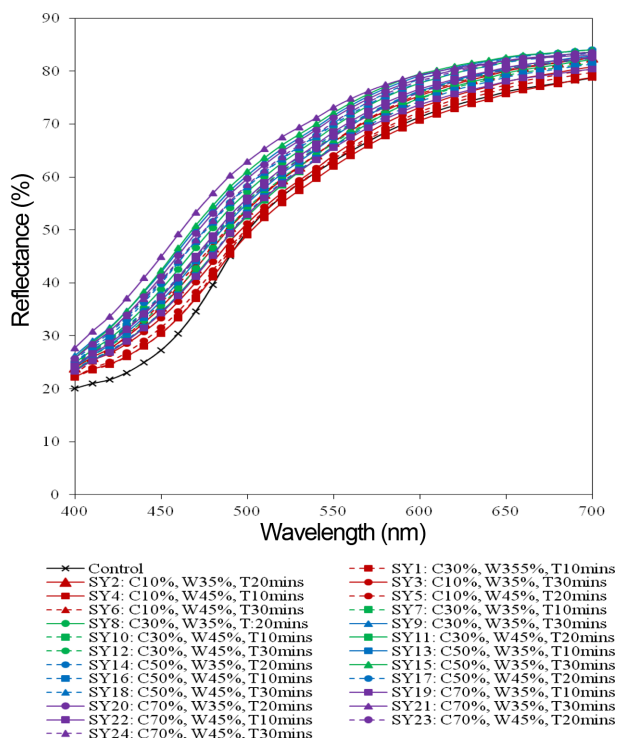 90
80
70
60
50
40
30
20
10
0
Reflectance (%)
400 450 500 550 600 650 700
Wavelength (nm)
Control
SY1: C30%, W355%, T10mins
SY2: C10%, W35%, T20mins
SY3: C10%, W35%, T30mins
SY4: C10%, W45%, T10mins
SY5: C10%, W45%, T20mins
SY6: C10%, W45%, T30mins
SY7: C30%, W35%, T10mins
SY8: C30%, W35%, T:20mins
SY9: C30%, W35%, T30mins
SY10: C30%, W45%, T10mins
SY11: C30%, W45%, T20mins
SY12: C30%, W45%, T30mins
SY13: C50%, W35%, T10mins
SY14: C50%, W35%, T20mins
SY15: C50%, W35%, T30mins
SY16: C50%, W45%, T10mins
SY17: C50%, W45%, T20mins
SY18: C50%, W45%, T30mins
SY19: C70%, W35%, T10mins
SY20: C70%, W35%, T20mins
SY21: C70%, W35%, T30mins
SY22: C70%, W45%, T10mins
SY23: C70%, W45%, T20mins
SY24: C70%, W45%, T30mins